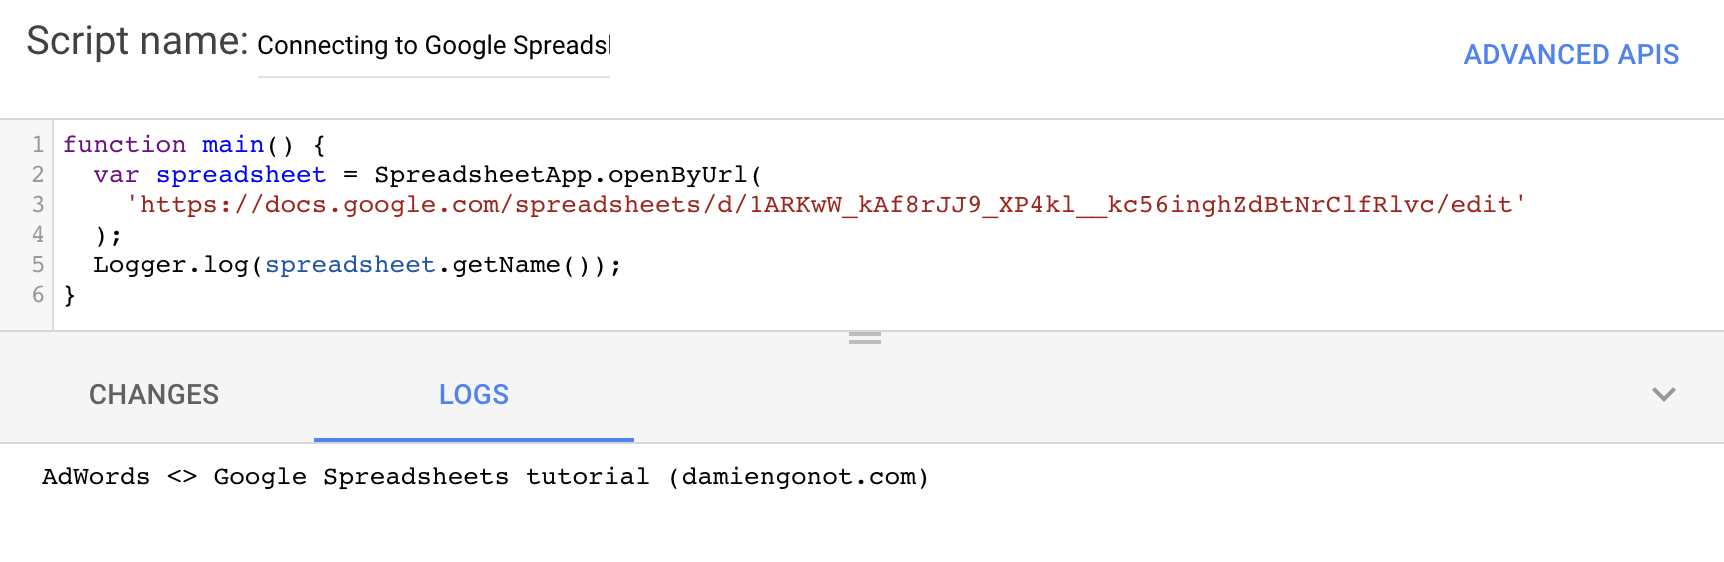 Script name: Connecting to Google Spreads
ADVANCED APIS
1 function main() {
2   var spreadsheet = SpreadsheetApp.openByUrl(
3     'https://docs.google.com/spreadsheets/d/1ARKwW_kAf8rJJ9_XP4kl__kc56inghZdBtNrClfRlvc/edit'
4   );
5   Logger.log(spreadsheet.getName());
6 }
CHANGES LOGS
AdWords <> Google Spreadsheets tutorial (damiengonot.com)